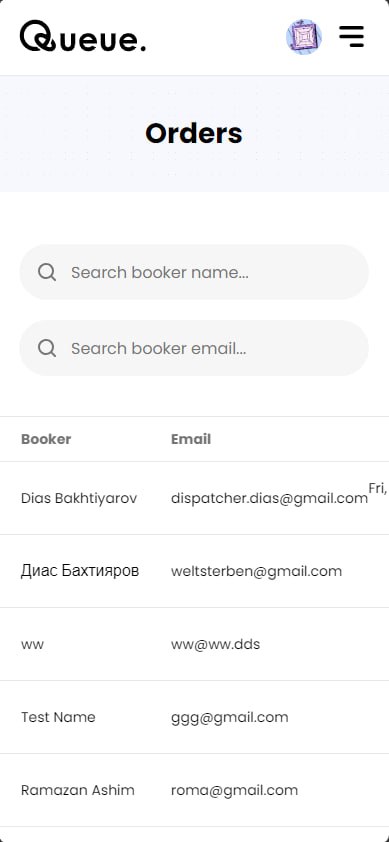 Queue.
Orders
Search booker name...
Search booker email...
Booker Email
Dias Bakhtiyarov dispatcher.dias@gmail.com Fri,
Диас Бахтияров weltsterben@gmail.com
ww ww@ww.dds
Test Name ggg@gmail.com
Ramazan Ashim roma@gmail.com